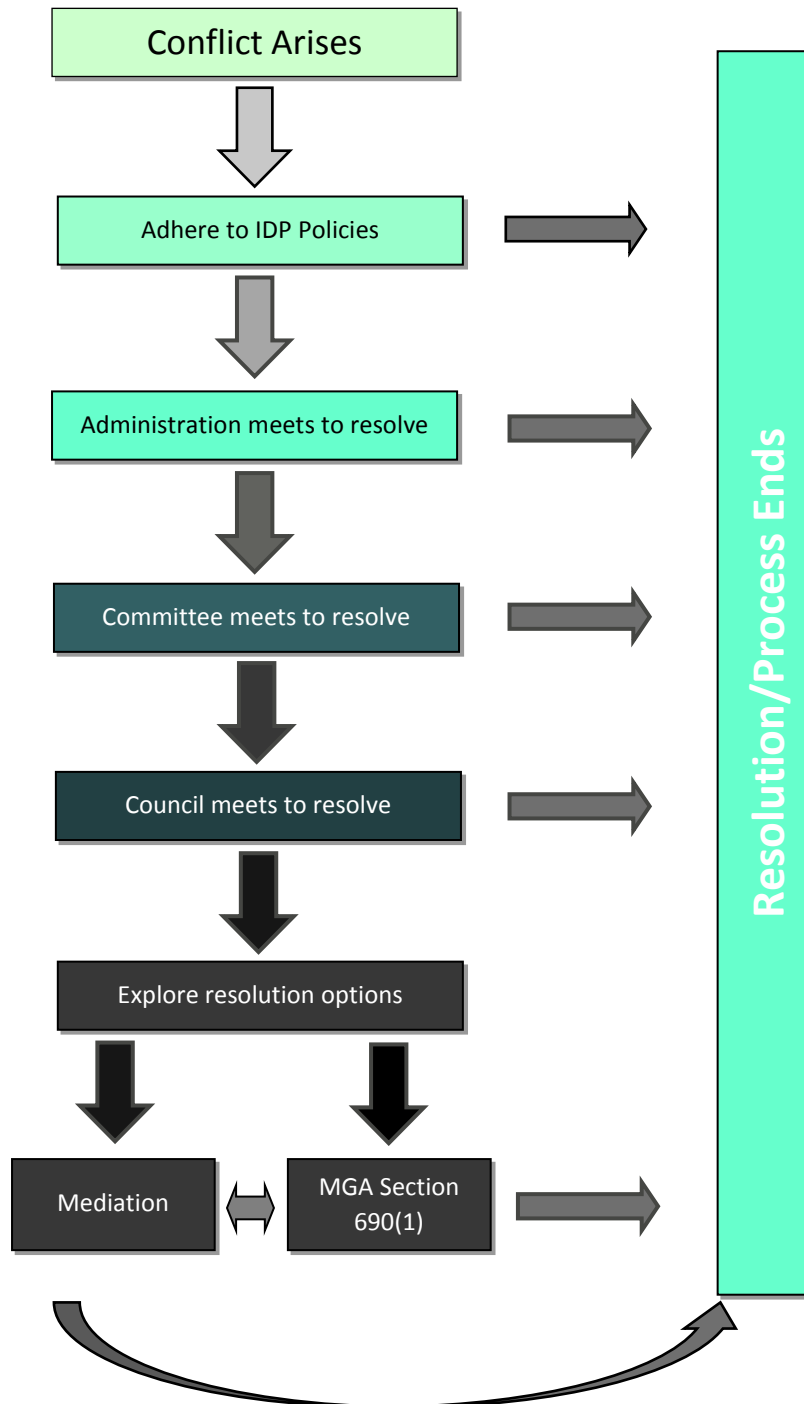 Conflict Arises
Adhere to IDP Policies
Administration meets to resolve
Committee meets to resolve
Council meets to resolve
Explore resolution options
Mediation
MGA Section
690(1)
Resolution/Process Ends